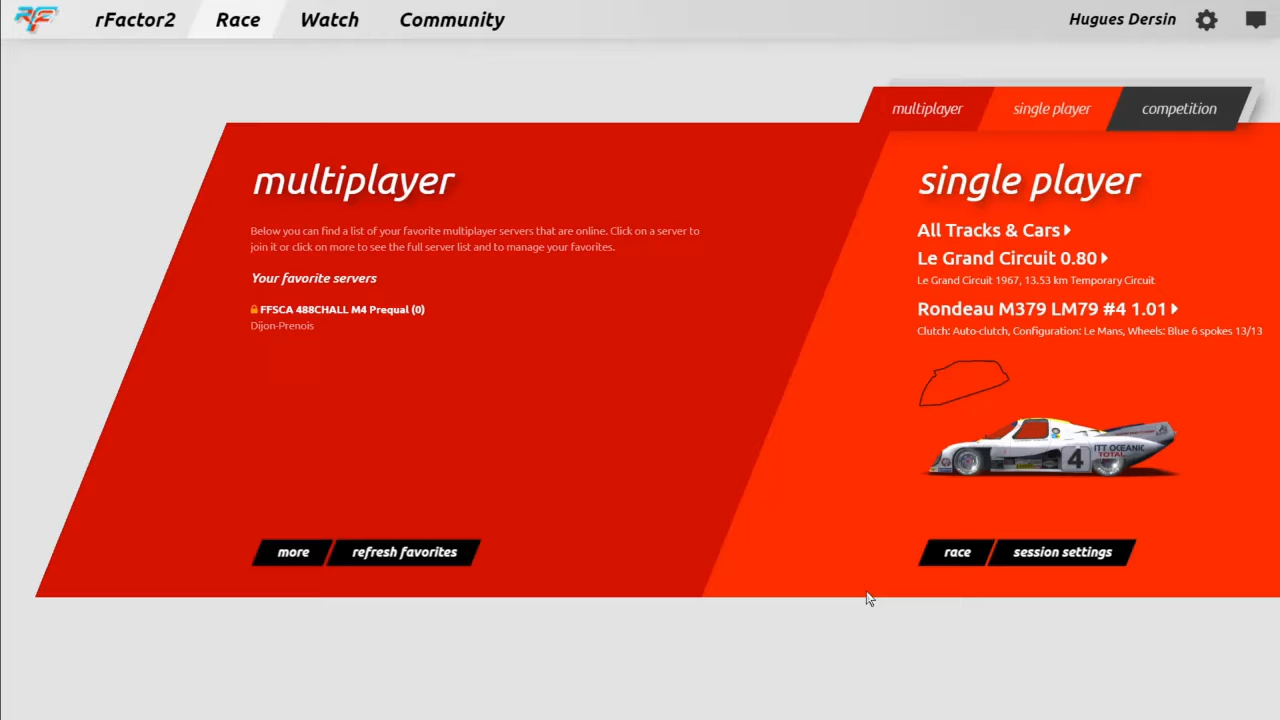 rFactor2
Race
Watch
Community
Hugues Dersin
multiplayer
single player
competition
multiplayer
Below you can find a list of your favorite multiplayer servers that are online. Click on a server to
join it or click on more to see the full server list and to manage your favorites.
Your favorite servers
FFSCA 488CHALL M4 Prequal (0)
Dijon-Prenois
more
refresh favorites
single player
All Tracks & Cars
Le Grand Circuit 0.80
Le Grand Circuit 1967, 13.53 km Temporary Circuit
Rondeau M379 LM79 #4 1.01
Clutch: Auto-clutch, Configuration: Le Mans, Wheels: Blue 6 spokes 13/13
4
ITT OCEANIC
TOTAL
race
session settings